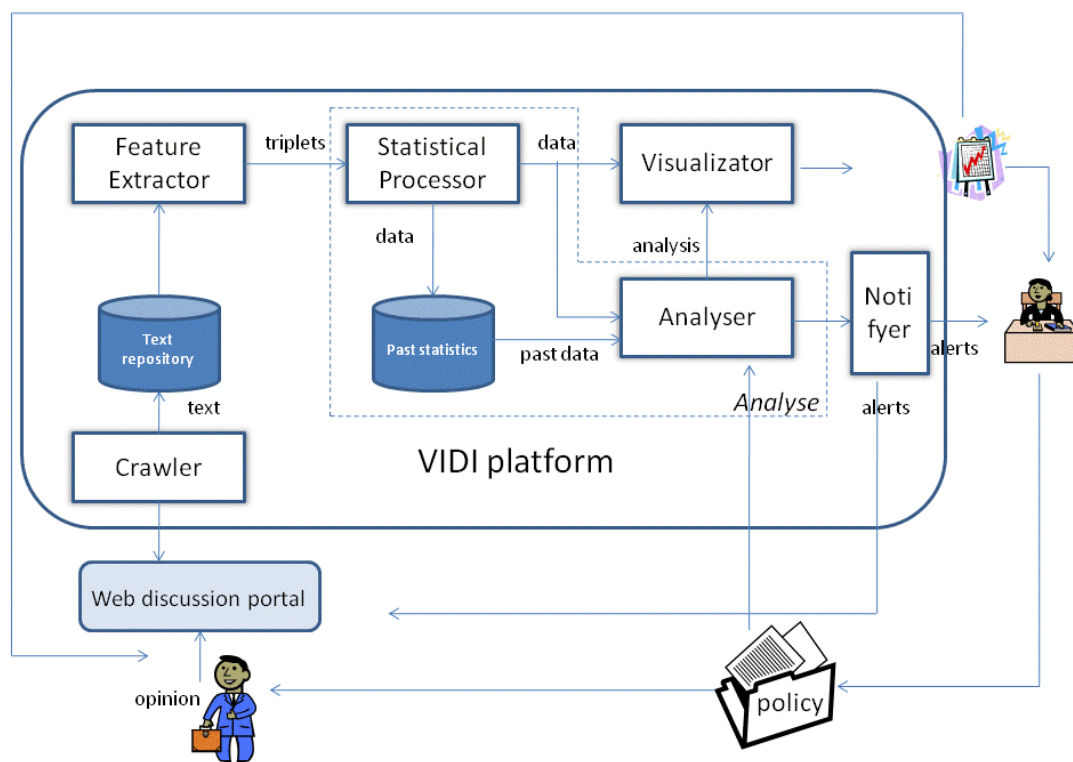 Feature
Extractor
triplets
Statistical
Processor
data
Visualizator
data
analysis
Text
repository
Past statistics
past data
Analyser
Noti
fyer
alerts
alerts
text
Analyse
Crawler
VIDI platform
Web discussion portal
opinion
policy